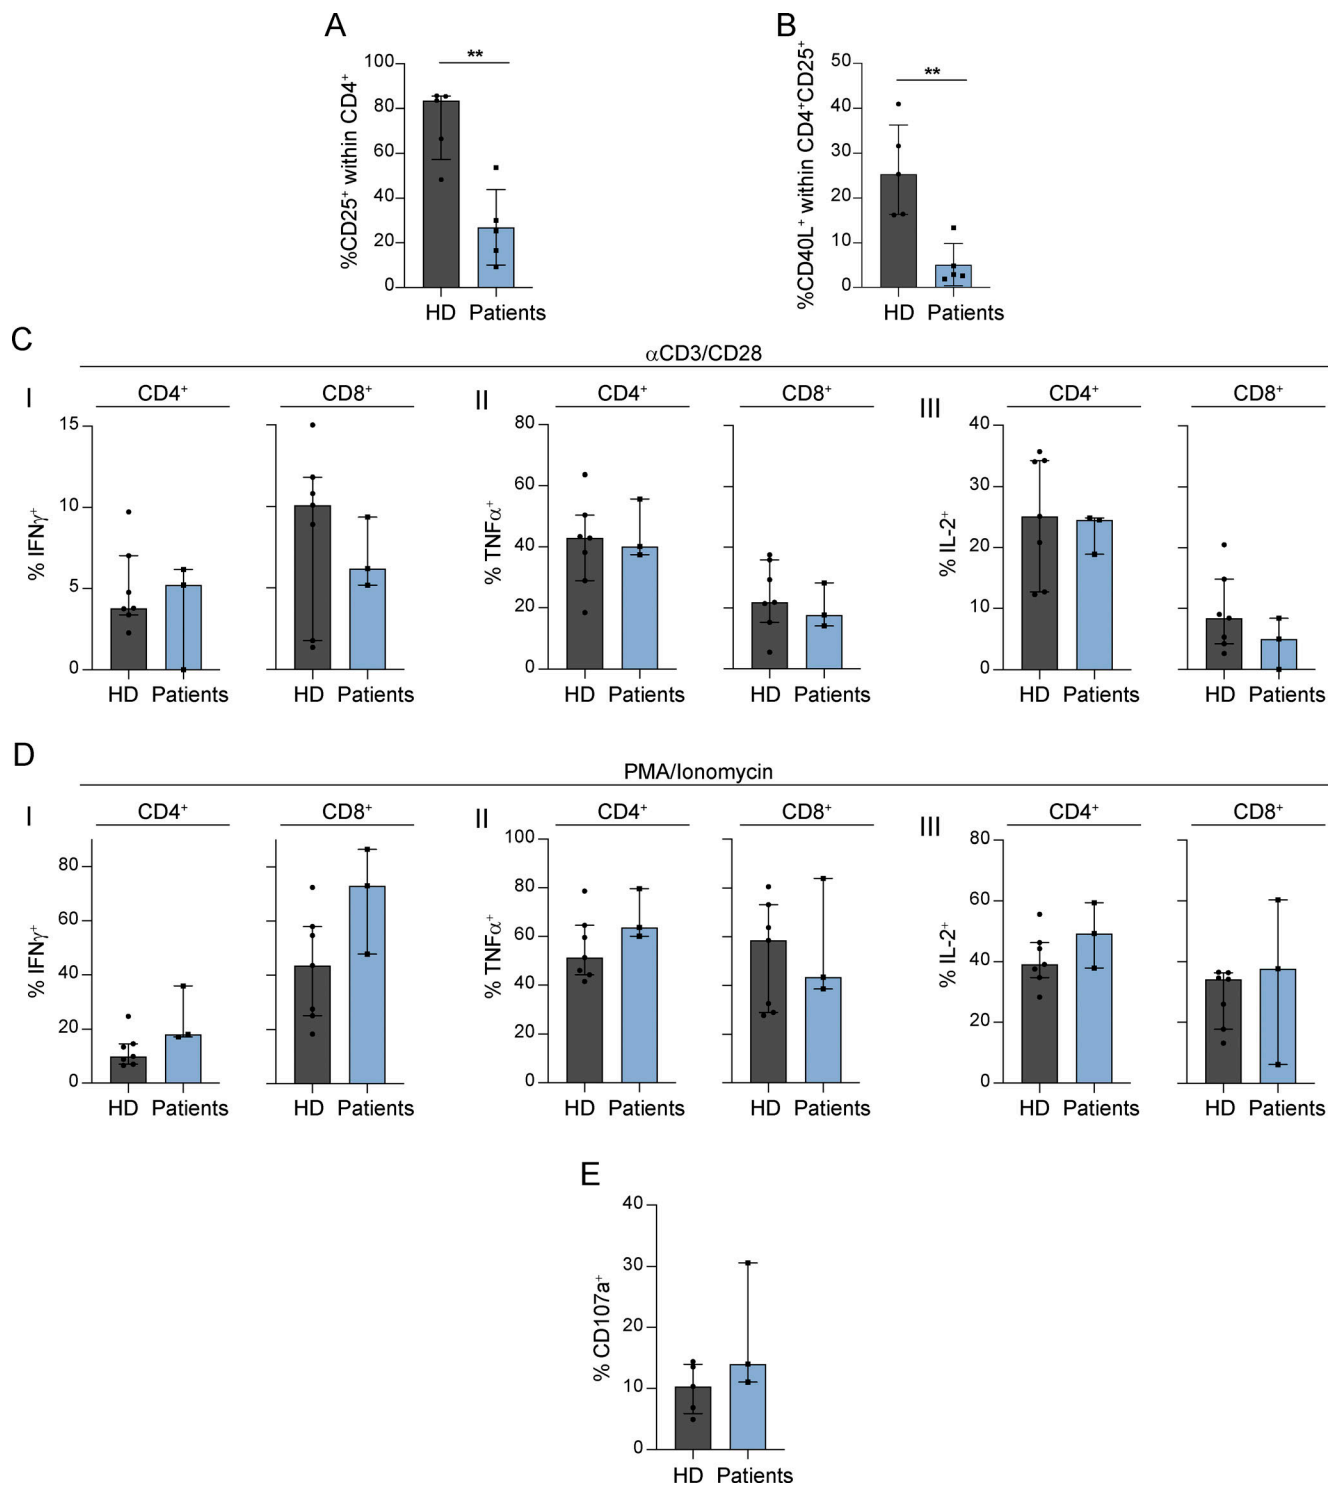 A
B
%CD25⁺ within CD4⁺
100
80
60
40
20
0
**
HD
Patients
%CD40L⁺ within CD4⁺CD25⁺
50
40
30
20
10
0
**
HD
Patients
C
αCD3/CD28
I
CD4⁺
CD8⁺
% IFNγ⁺
15
10
5
0
HD
Patients
HD
Patients
II
CD4⁺
CD8⁺
% TNFα⁺
80
60
40
20
0
HD
Patients
HD
Patients
III
CD4⁺
CD8⁺
% IL-2⁺
40
30
20
10
0
HD
Patients
HD
Patients
D
PMA/Ionomycin
I
CD4⁺
CD8⁺
% IFNγ⁺
80
60
40
20
0
HD
Patients
HD
Patients
II
CD4⁺
CD8⁺
% TNFα⁺
100
80
60
40
20
0
HD
Patients
HD
Patients
III
CD4⁺
CD8⁺
% IL-2⁺
80
60
40
20
0
HD
Patients
HD
Patients
E
% CD107a⁺
40
30
20
10
0
HD
Patients